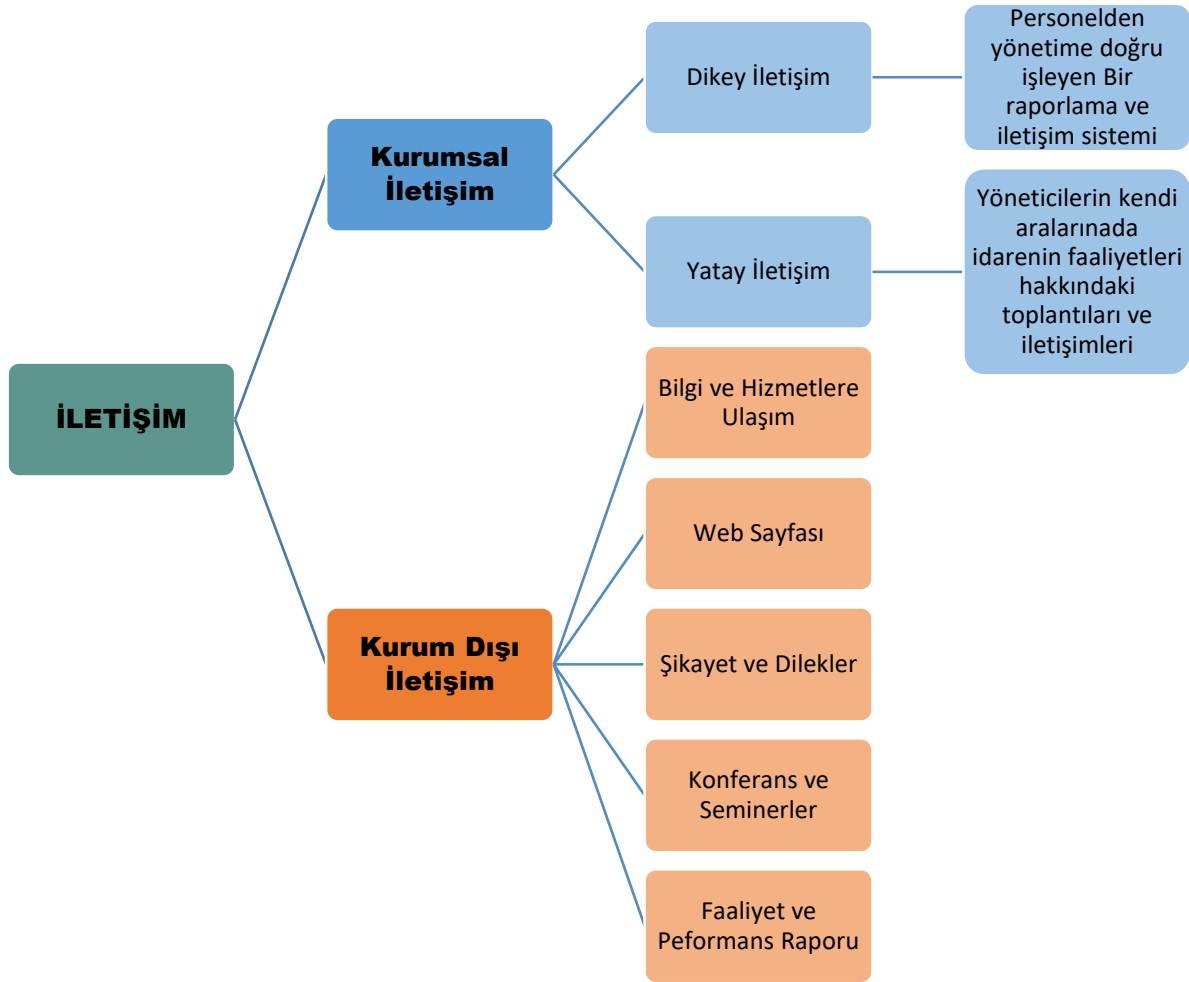 İLETİŞİM
Kurumsal
İletişim
Dikey İletişim
Personelden
yönetime doğru
işleyen Bir
raporlama ve
iletişim sistemi
Yatay İletişim
Yöneticilerin kendi
aralarınada
idarenin faaliyetleri
hakkındaki
toplantıları ve
iletişimleri
Kurum Dışı
İletişim
Bilgi ve Hizmetlere
Ulaşım
Web Sayfası
Şikayet ve Dilekler
Konferans ve
Seminerler
Faaliyet ve
Peformans Raporu